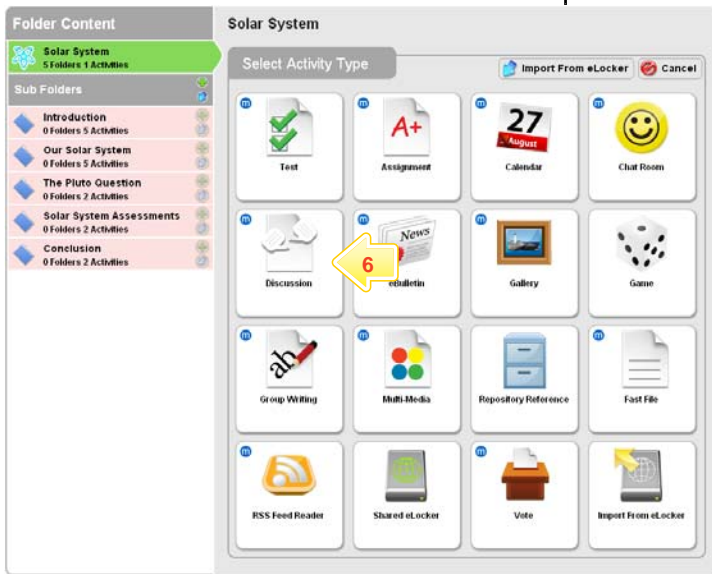 Folder Content
Solar System
5 Folders 1 Activities
Sub Folders
Introduction
0 Folders 5 Activities
Our Solar System
0 Folders 5 Activities
The Pluto Question
0 Folders 2 Activities
Solar System Assessments
0 Folders 2 Activities
Conclusion
0 Folders 2 Activities
Solar System
Select Activity Type
Import From eLocker
Cancel
m
Test
m
A+
Assignment
m
27
August
Calendar
m
Chat Room
m
Discussion
6
m
News
eBulletin
m
Gallery
Game
m
ab
Group Writing
m
Multi-Media
Repository Reference
m
Fast File
m
RSS Feed Reader
Shared eLocker
m
Vote
Import From eLocker